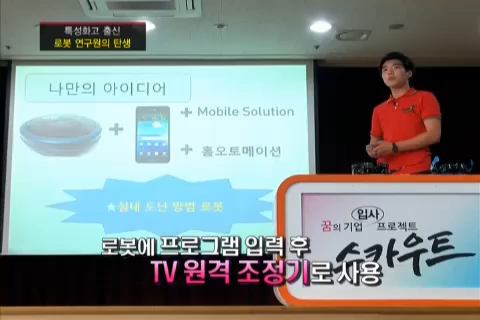 특성화고 출신
로봇 연구원의 탄생
나만의 아이디어
+ Mobile Solution
+
+ 홈오토메이션
★실내 도난 방범 로봇
입사
꿈의 기업 프로젝트
스카우트
로봇에 프로그램 입력 후
TV 원격 조정기로 사용